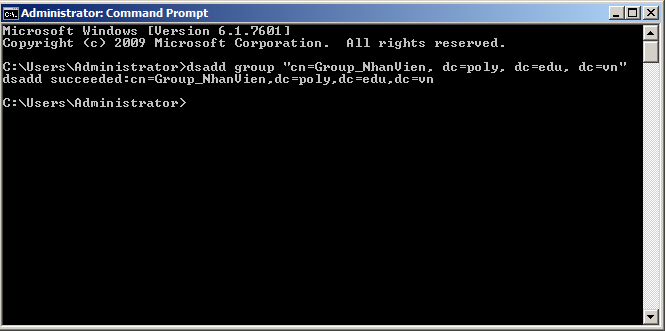 Administrator: Command Prompt
Microsoft Windows [Version 6.1.7601]
Copyright (c) 2009 Microsoft Corporation.  All rights reserved.
C:\Users\Administrator>dsadd group "cn=Group_NhanVien, dc=poly, dc=edu, dc=vn"
dsadd succeeded:cn=Group_NhanVien,dc=poly,dc=edu,dc=vn
C:\Users\Administrator>